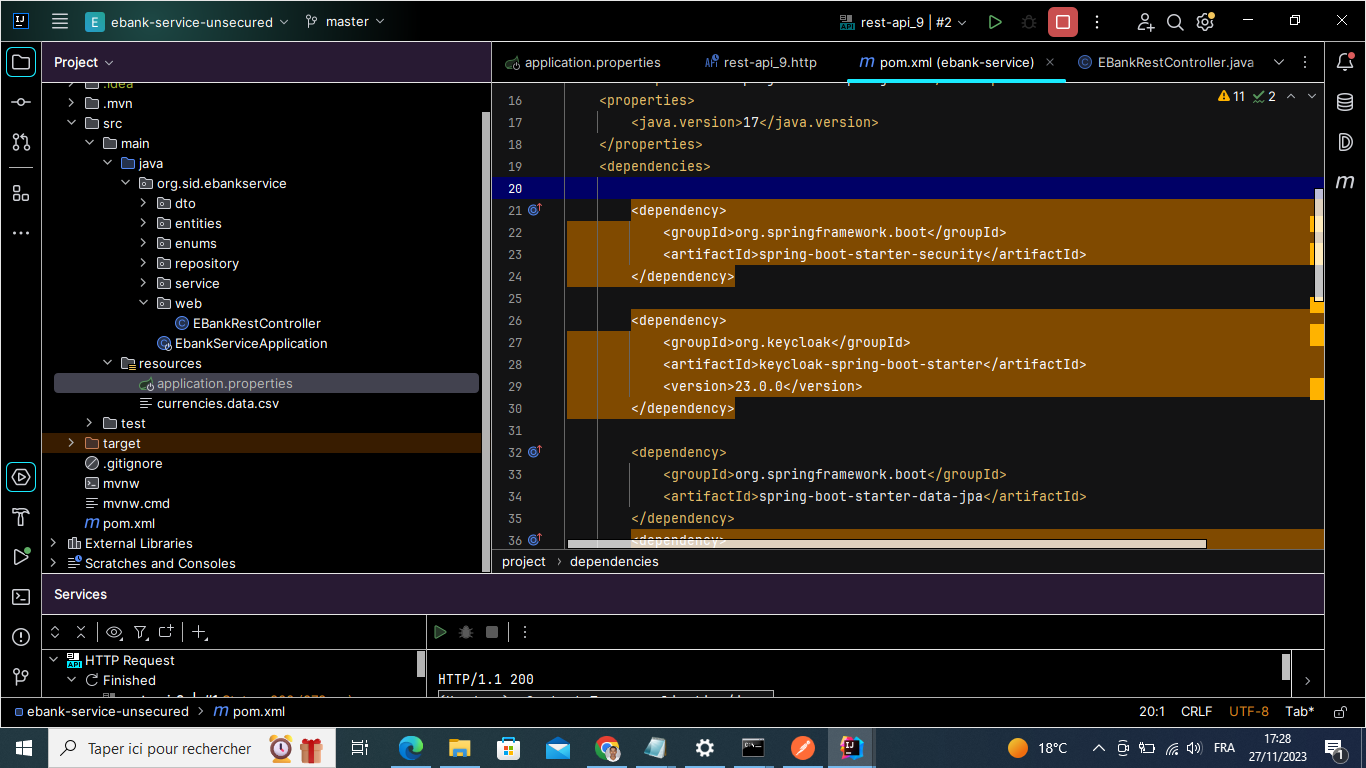 ebank-service-unsecured
master
rest-api_9 | #2
Project
application.properties
rest-api_9.http
pom.xml (ebank-service)
EBankRestController.java
.idea
.mvn
src
main
java
org.sid.ebankservice
dto
entities
enums
repository
service
web
EBankRestController
EbankServiceApplication
resources
application.properties
currencies.data.csv
test
target
.gitignore
mvnw
mvnw.cmd
pom.xml
External Libraries
Scratches and Consoles
11 2
16 <properties>
17 <java.version>17</java.version>
18 </properties>
19 <dependencies>
20
21 <dependency>
22 <groupId>org.springframework.boot</groupId>
23 <artifactId>spring-boot-starter-security</artifactId>
24 </dependency>
25
26 <dependency>
27 <groupId>org.keycloak</groupId>
28 <artifactId>keycloak-spring-boot-starter</artifactId>
29 <version>23.0.0</version>
30 </dependency>
31
32 <dependency>
33 <groupId>org.springframework.boot</groupId>
34 <artifactId>spring-boot-starter-data-jpa</artifactId>
35 </dependency>
36 <dependency>
project > dependencies
Services
HTTP Request
Finished
HTTP/1.1 200
ebank-service-unsecured > pom.xml
20:1 CRLF UTF-8 Tab*
Taper ici pour rechercher
18°C
FRA
17:28
27/11/2023
1